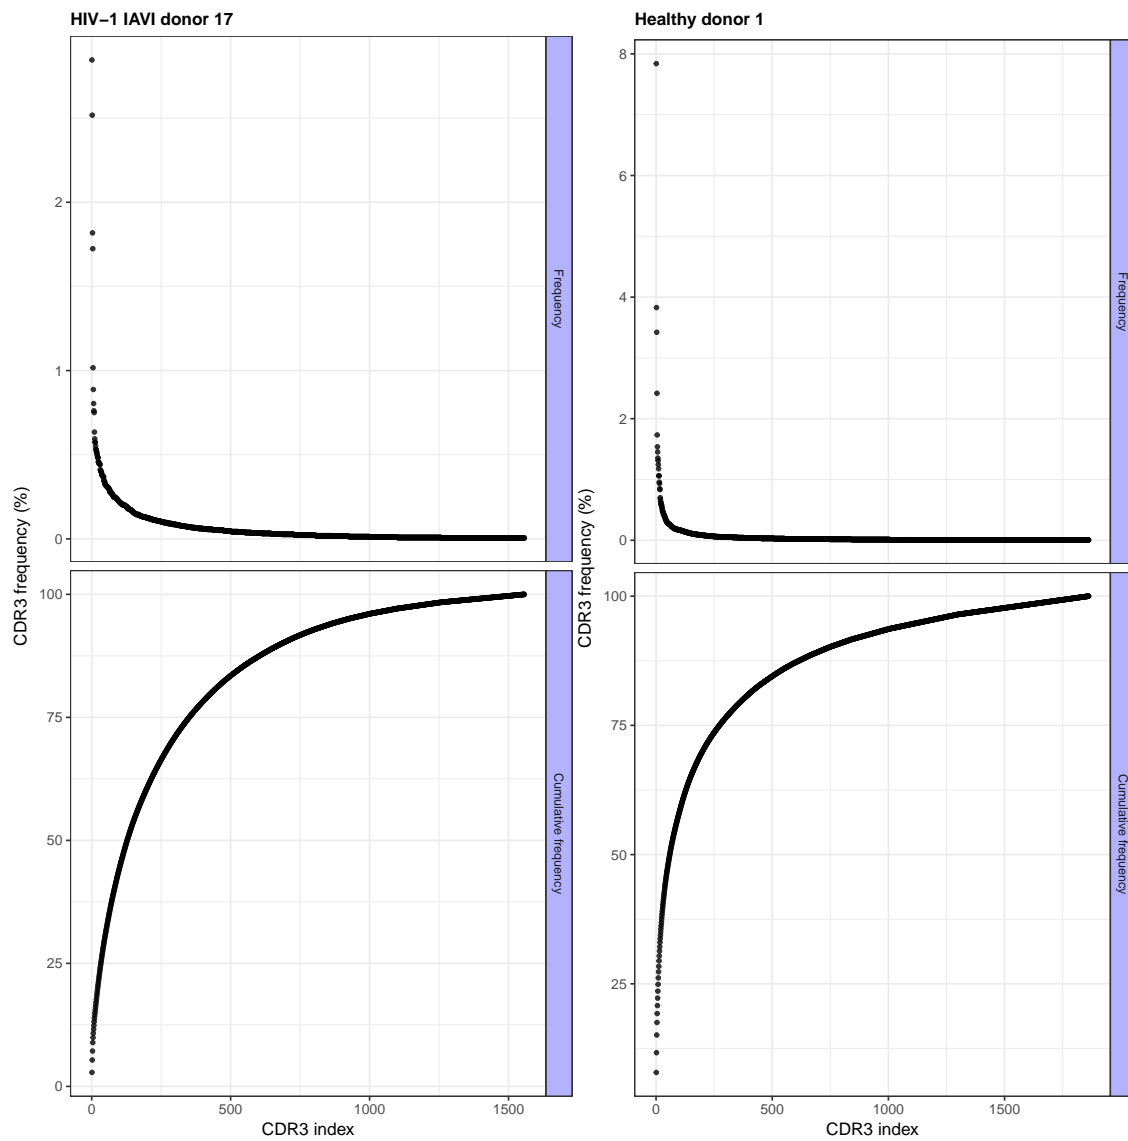 HIV−1 IAVI donor 17
2
1
0
Frequency
100
75
50
25
0
Cumulative frequency
0 500 1000 1500
CDR3 index
CDR3 frequency (%)
Healthy donor 1
8
6
4
2
0
Frequency
100
75
50
25
Cumulative frequency
0 500 1000 1500
CDR3 index
CDR3 frequency (%)